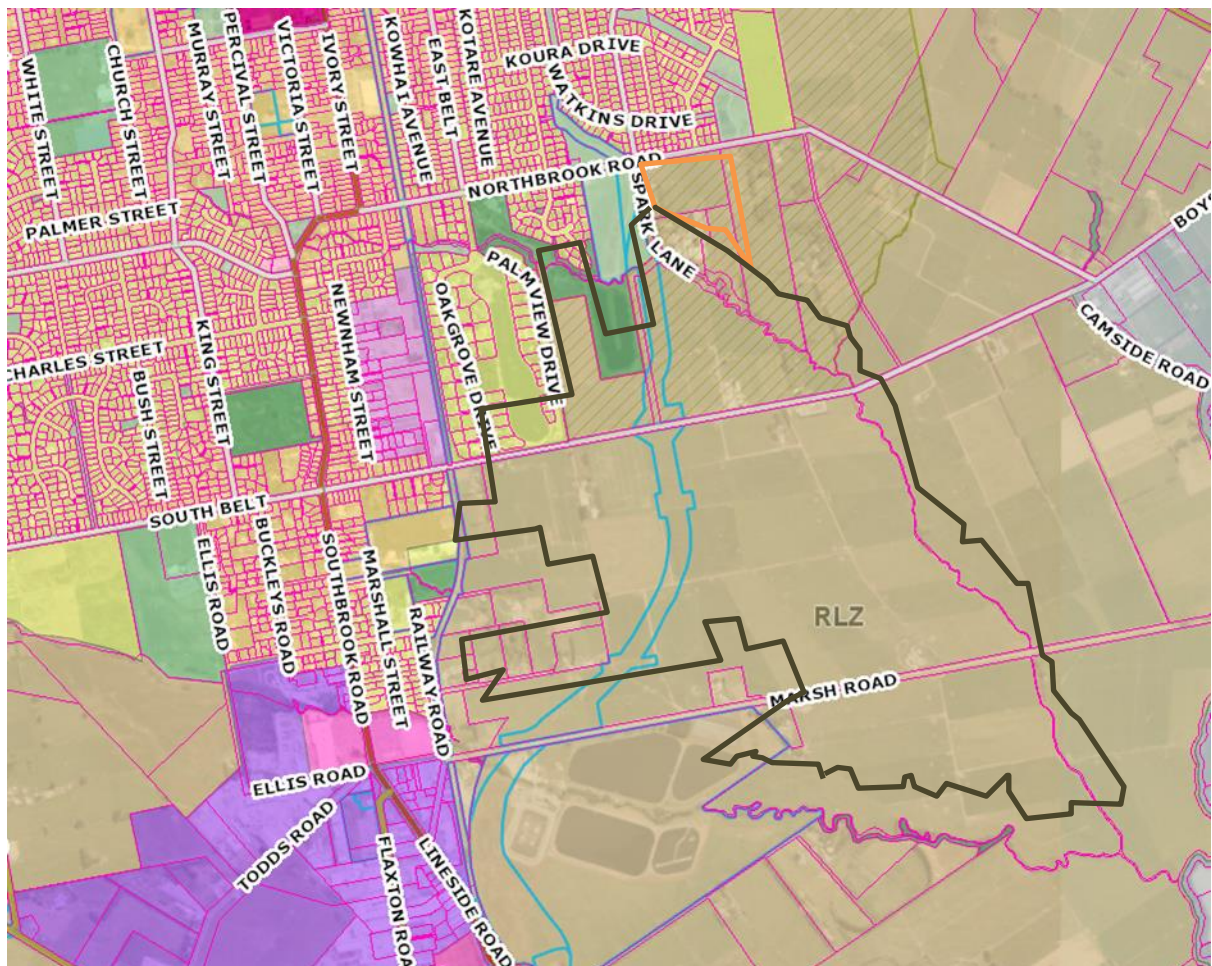 WHITE STREET
CHURCH STREET
MURRAY STREET
PERCIVAL STREET
VICTORIA STREET
IVORY STREET
KOWHAI AVENUE
EAST BELT
KOTARE AVENUE
KOURA DRIVE
WATKINS DRIVE
NORTHBROOK ROAD
SPARK LANE
PALMER STREET
BOYS
PALM VIEW DRIVE
OAKGROVE DRIVE
NEWNHAM STREET
KING STREET
CHARLES STREET
BUSH STREET
CAMSIDE ROAD
SOUTH BELT
ELLIS ROAD
BUCKLEYS ROAD
SOUTHBROOK ROAD
MARSHALL STREET
RAILWAY ROAD
RLZ
MARSH ROAD
ELLIS ROAD
TODDS ROAD
FLAXTON ROA
LINESIDE ROAD